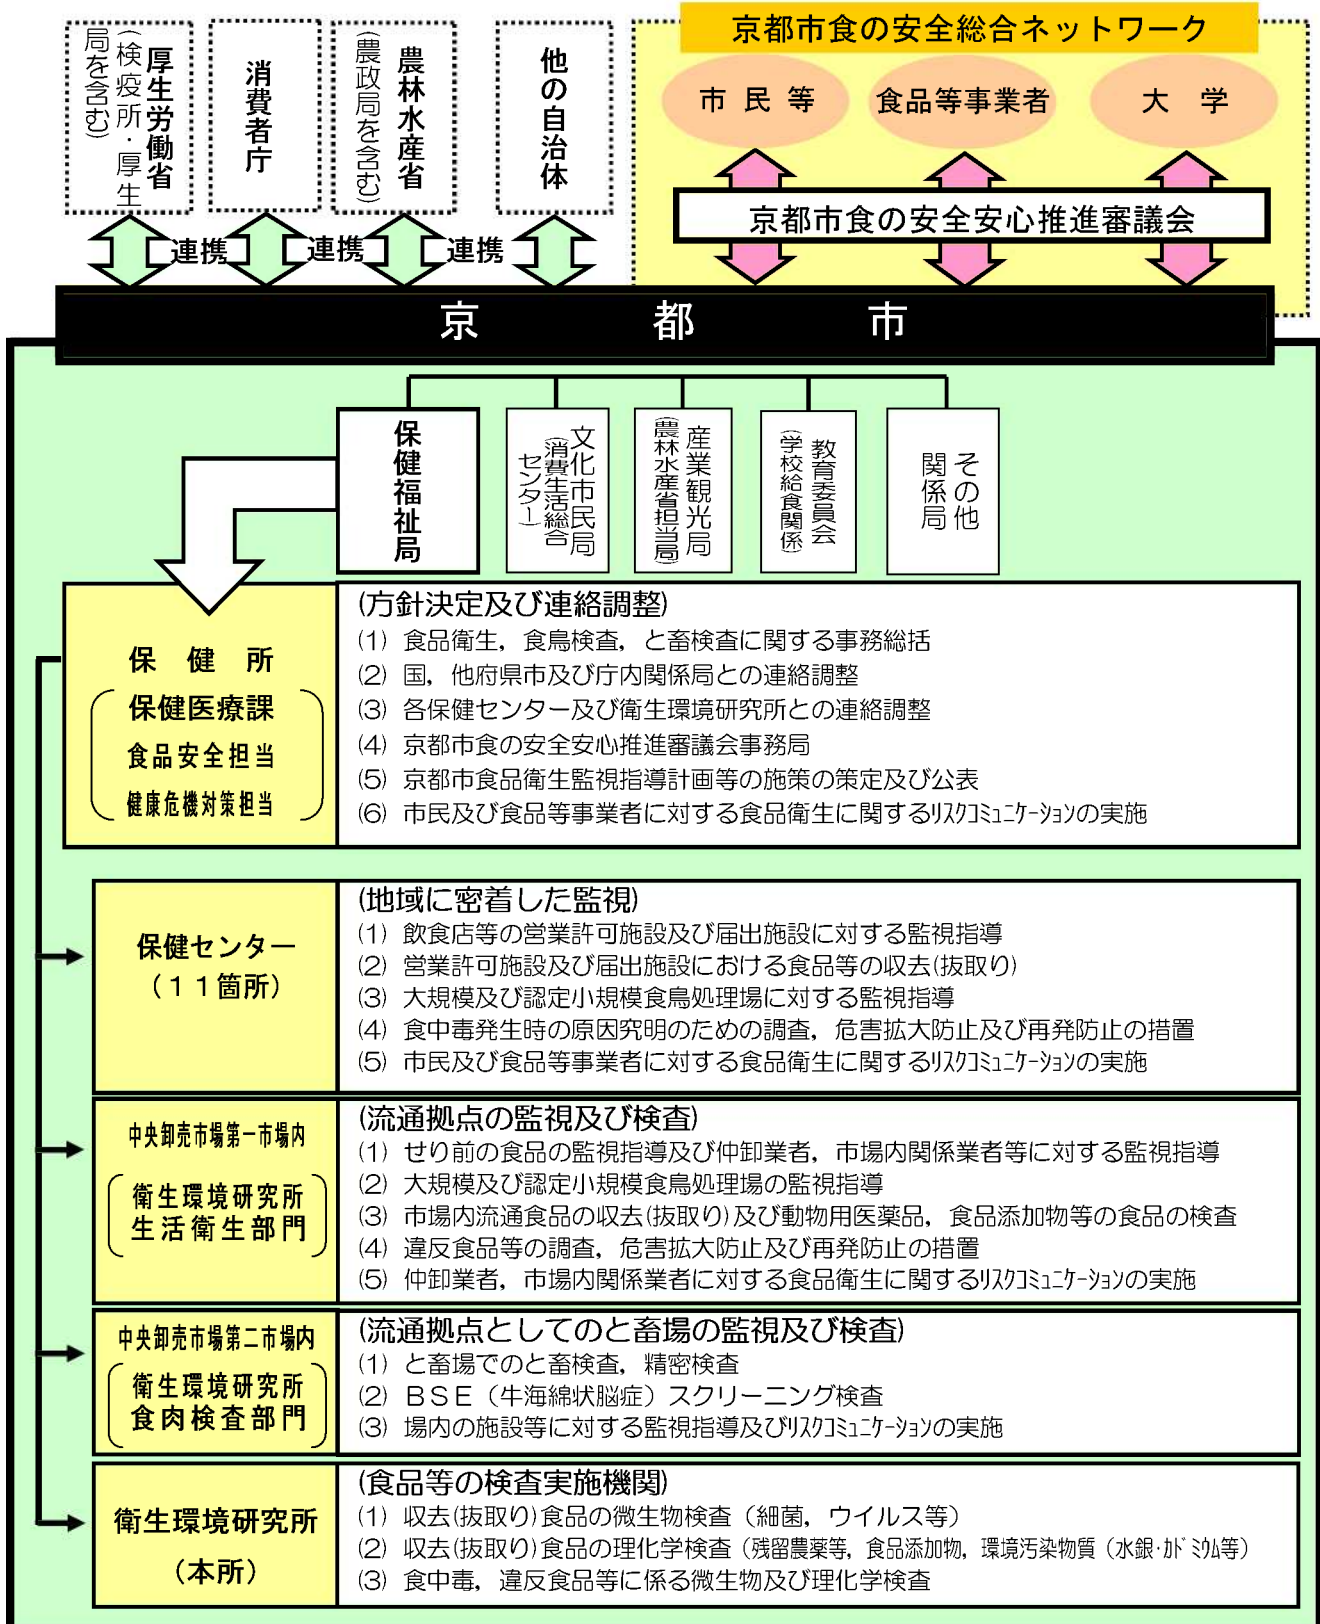 厚生労働省
(検疫所・厚生
局を含む)
消費者庁
農林水産省
(農政局を含む)
他の自治体
京都市食の安全総合ネットワーク
市民等
食品等事業者
大学
京都市食の安全安心推進審議会
連携
連携
連携
京都市
保健福祉局
文化市民局
(消費生活総合
センター)
産業観光局
(農林水産省担当局)
教育委員会
(学校給食関係)
その他
関係局
保健所
保健医療課
食品安全担当
健康危機対策担当
(方針決定及び連絡調整)
(1) 食品衛生，食鳥検査，と畜検査に関する事務総括
(2) 国，他府県市及び庁内関係局との連絡調整
(3) 各保健センター及び衛生環境研究所との連絡調整
(4) 京都市食の安全安心推進審議会事務局
(5) 京都市食品衛生監視指導計画等の施策の策定及び公表
(6) 市民及び食品等事業者に対する食品衛生に関するﾘｽｸｺﾐｭﾆｹｰｼｮﾝの実施
保健センター
（１１箇所）
(地域に密着した監視)
(1) 飲食店等の営業許可施設及び届出施設に対する監視指導
(2) 営業許可施設及び届出施設における食品等の収去(抜取り)
(3) 大規模及び認定小規模食鳥処理場に対する監視指導
(4) 食中毒発生時の原因究明のための調査，危害拡大防止及び再発防止の措置
(5) 市民及び食品等事業者に対する食品衛生に関するﾘｽｸｺﾐｭﾆｹｰｼｮﾝの実施
中央卸売市場第一市場内
衛生環境研究所
生活衛生部門
(流通拠点の監視及び検査)
(1) せり前の食品の監視指導及び仲卸業者，市場内関係業者等に対する監視指導
(2) 大規模及び認定小規模食鳥処理場の監視指導
(3) 市場内流通食品の収去(抜取り)及び動物用医薬品，食品添加物等の食品の検査
(4) 違反食品等の調査，危害拡大防止及び再発防止の措置
(5) 仲卸業者，市場内関係業者に対する食品衛生に関するﾘｽｸｺﾐｭﾆｹｰｼｮﾝの実施
中央卸売市場第二市場内
衛生環境研究所
食肉検査部門
(流通拠点としてのと畜場の監視及び検査)
(1) と畜場でのと畜検査，精密検査
(2) ＢＳＥ（牛海綿状脳症）スクリーニング検査
(3) 場内の施設等に対する監視指導及びﾘｽｸｺﾐｭﾆｹｰｼｮﾝの実施
衛生環境研究所
（本所）
(食品等の検査実施機関)
(1) 収去(抜取り)食品の微生物検査（細菌，ウイルス等）
(2) 収去(抜取り)食品の理化学検査（残留農薬等，食品添加物，環境汚染物質（水銀･ｶﾄﾞﾐｳﾑ等）
(3) 食中毒，違反食品等に係る微生物及び理化学検査